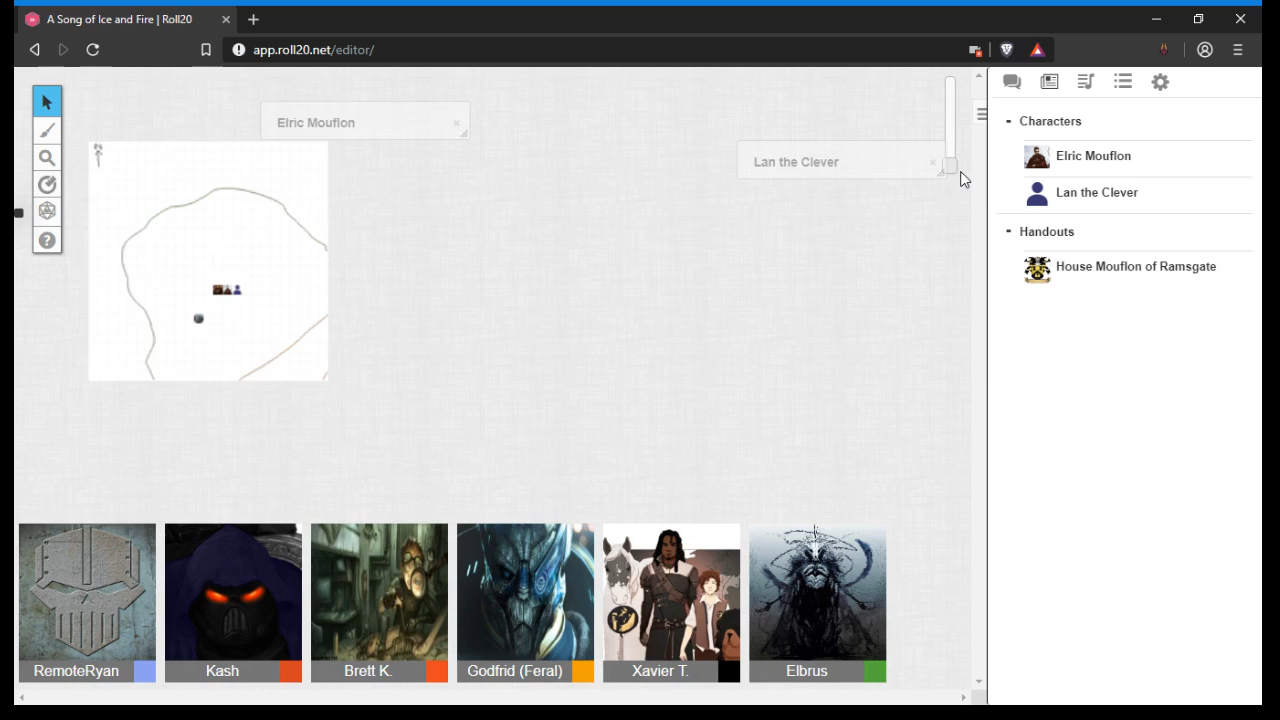 A Song of Ice and Fire | Roll20
app.roll20.net/editor/
Elric Mouflon
Lan the Clever
N
Characters
Elric Mouflon
Lan the Clever
Handouts
House Mouflon of Ramsgate
RemoteRyan
Kash
Brett K.
Godfrid (Feral)
Xavier T.
Elbrus